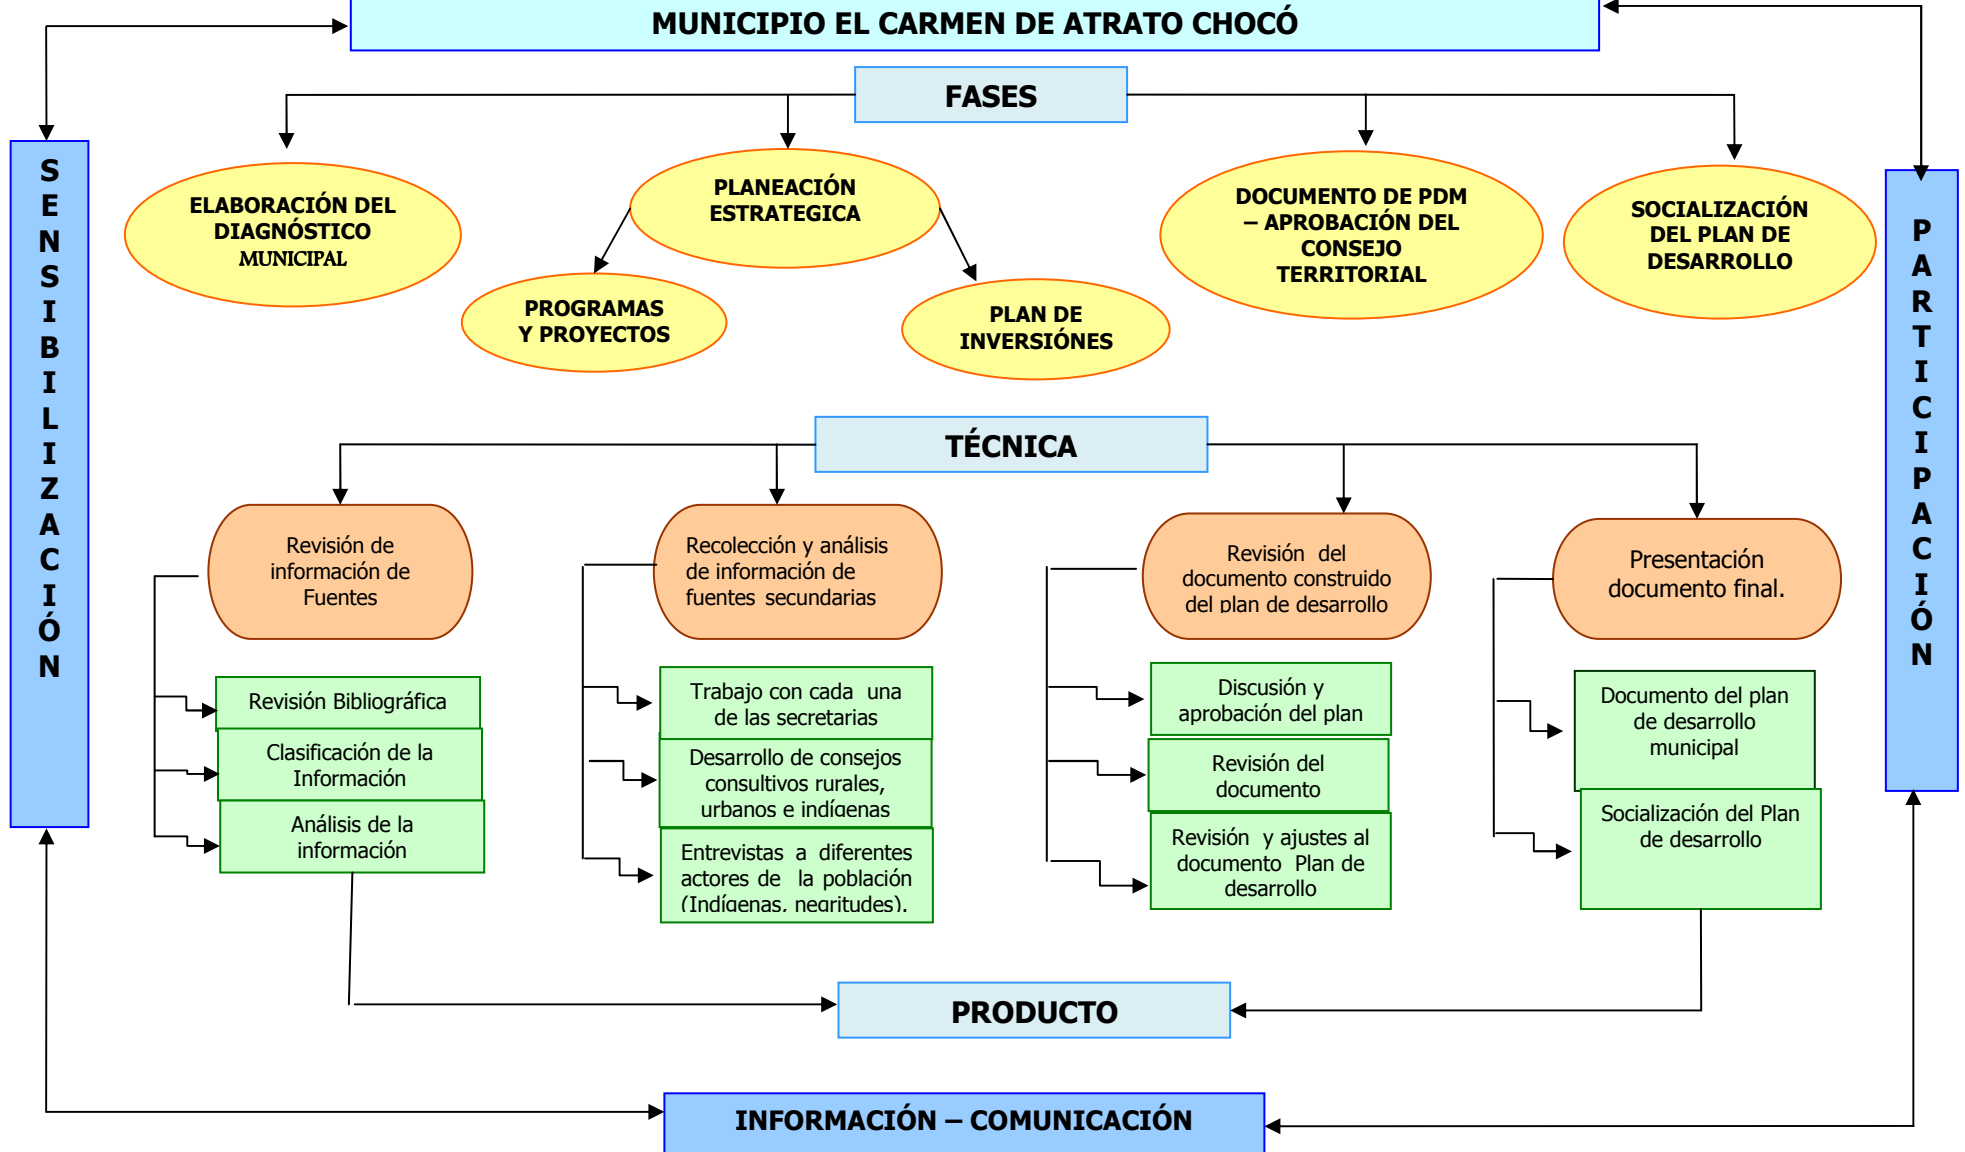 MUNICIPIO EL CARMEN DE ATRATO CHOCÓ
FASES
SENSIBILIZACIÓN
ELABORACIÓN DEL
DIAGNÓSTICO
MUNICIPAL
PLANEACIÓN
ESTRATEGICA
PROGRAMAS
Y PROYECTOS
PLAN DE
INVERSIÓNES
DOCUMENTO DE PDM
– APROBACIÓN DEL
CONSEJO
TERRITORIAL
SOCIALIZACIÓN
DEL PLAN DE
DESARROLLO
PARTICIPACIÓN
TÉCNICA
Revisión de
información de
Fuentes
Revisión Bibliográfica
Clasificación de la
Información
Análisis de la
información
Recolección y análisis
de información de
fuentes secundarias
Trabajo con cada una
de las secretarias
Desarrollo de consejos
consultivos rurales,
urbanos e indígenas
Entrevistas a diferentes
actores de la población
(Indígenas, negritudes).
Revisión del
documento construido
del plan de desarrollo
Discusión y
aprobación del plan
Revisión del
documento
Revisión y ajustes al
documento Plan de
desarrollo
Presentación
documento final.
Documento del plan
de desarrollo
municipal
Socialización del Plan
de desarrollo
PRODUCTO
INFORMACIÓN – COMUNICACIÓN